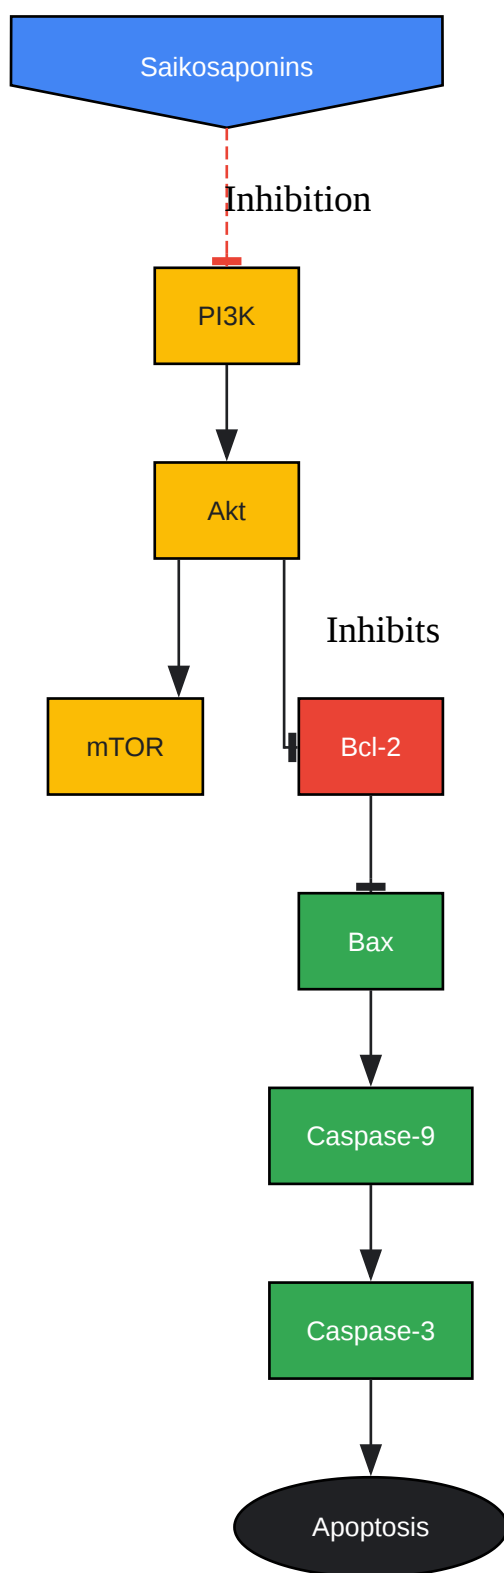 Saikosaponins
Inhibition
PI3K
Akt
Inhibits
mTOR
Bcl-2
Bax
Caspase-9
Caspase-3
Apoptosis